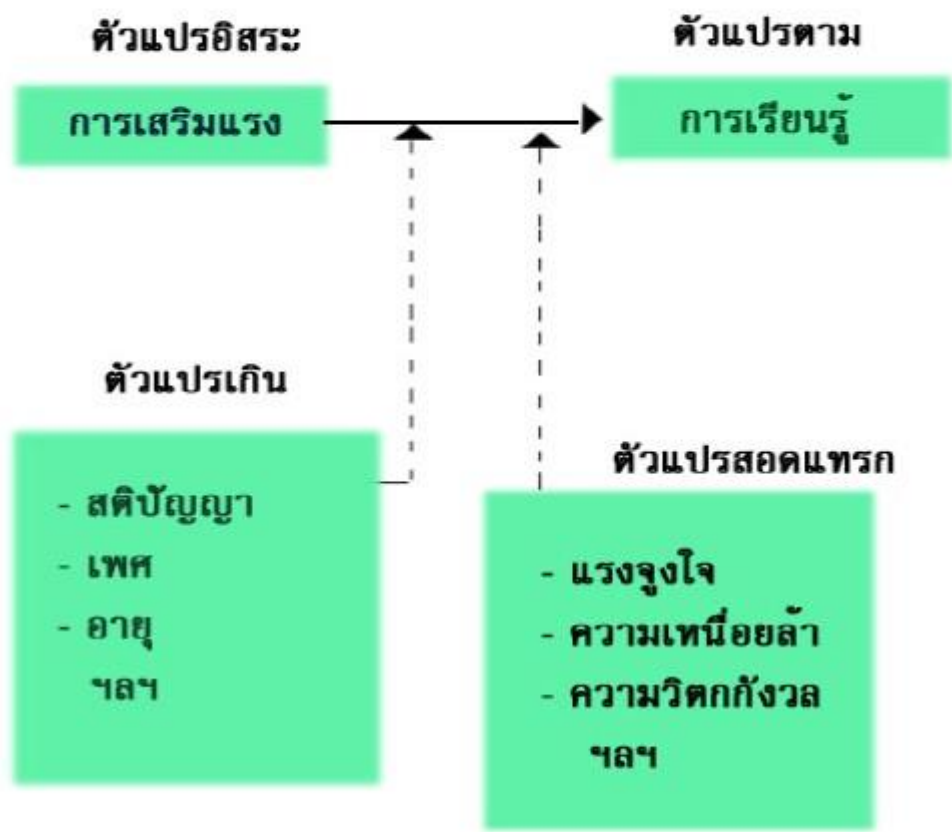 ตัวแปรอิสระ
ตัวแปรตาม
การเสริมแรง
การเรียนรู้
ตัวแปรเกิน
- สติปัญญา
- เพศ
- อายุ
ฯลฯ
ตัวแปรสอดแทรก
- แรงจูงใจ
- ความเหนื่อยล้า
- ความวิตกกังวล
ฯลฯ